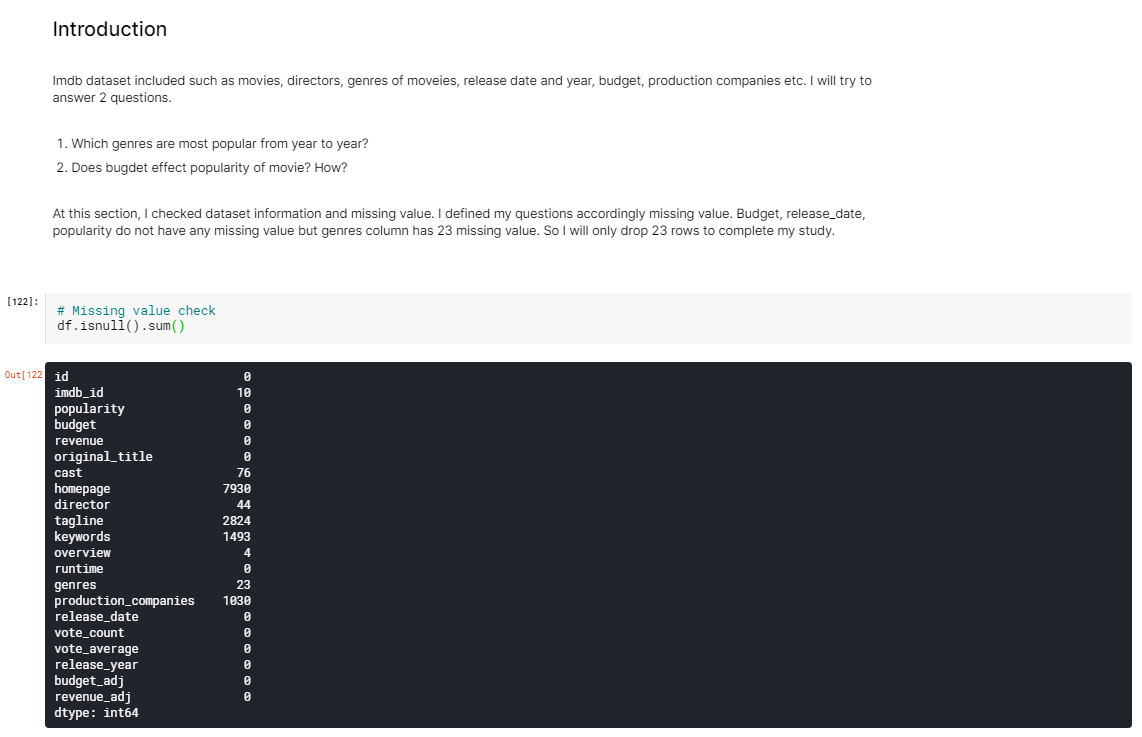 Introduction
Imdb dataset included such as movies, directors, genres of moveies, release date and year, budget, production companies etc. I will try to
answer 2 questions.
1. Which genres are most popular from year to year?
2. Does bugdet effect popularity of movie? How?
At this section, I checked dataset information and missing value. I defined my questions accordingly missing value. Budget, release_date,
popularity do not have any missing value but genres column has 23 missing value. So I will only drop 23 rows to complete my study.
[122]:
# Missing value check
df.isnull().sum()
Out[122
id 0
imdb_id 10
popularity 0
budget 0
revenue 0
original_title 0
cast 76
homepage 7930
director 44
tagline 2824
keywords 1493
overview 4
runtime 0
genres 23
production_companies 1030
release_date 0
vote_count 0
vote_average 0
release_year 0
budget_adj 0
revenue_adj 0
dtype: int64